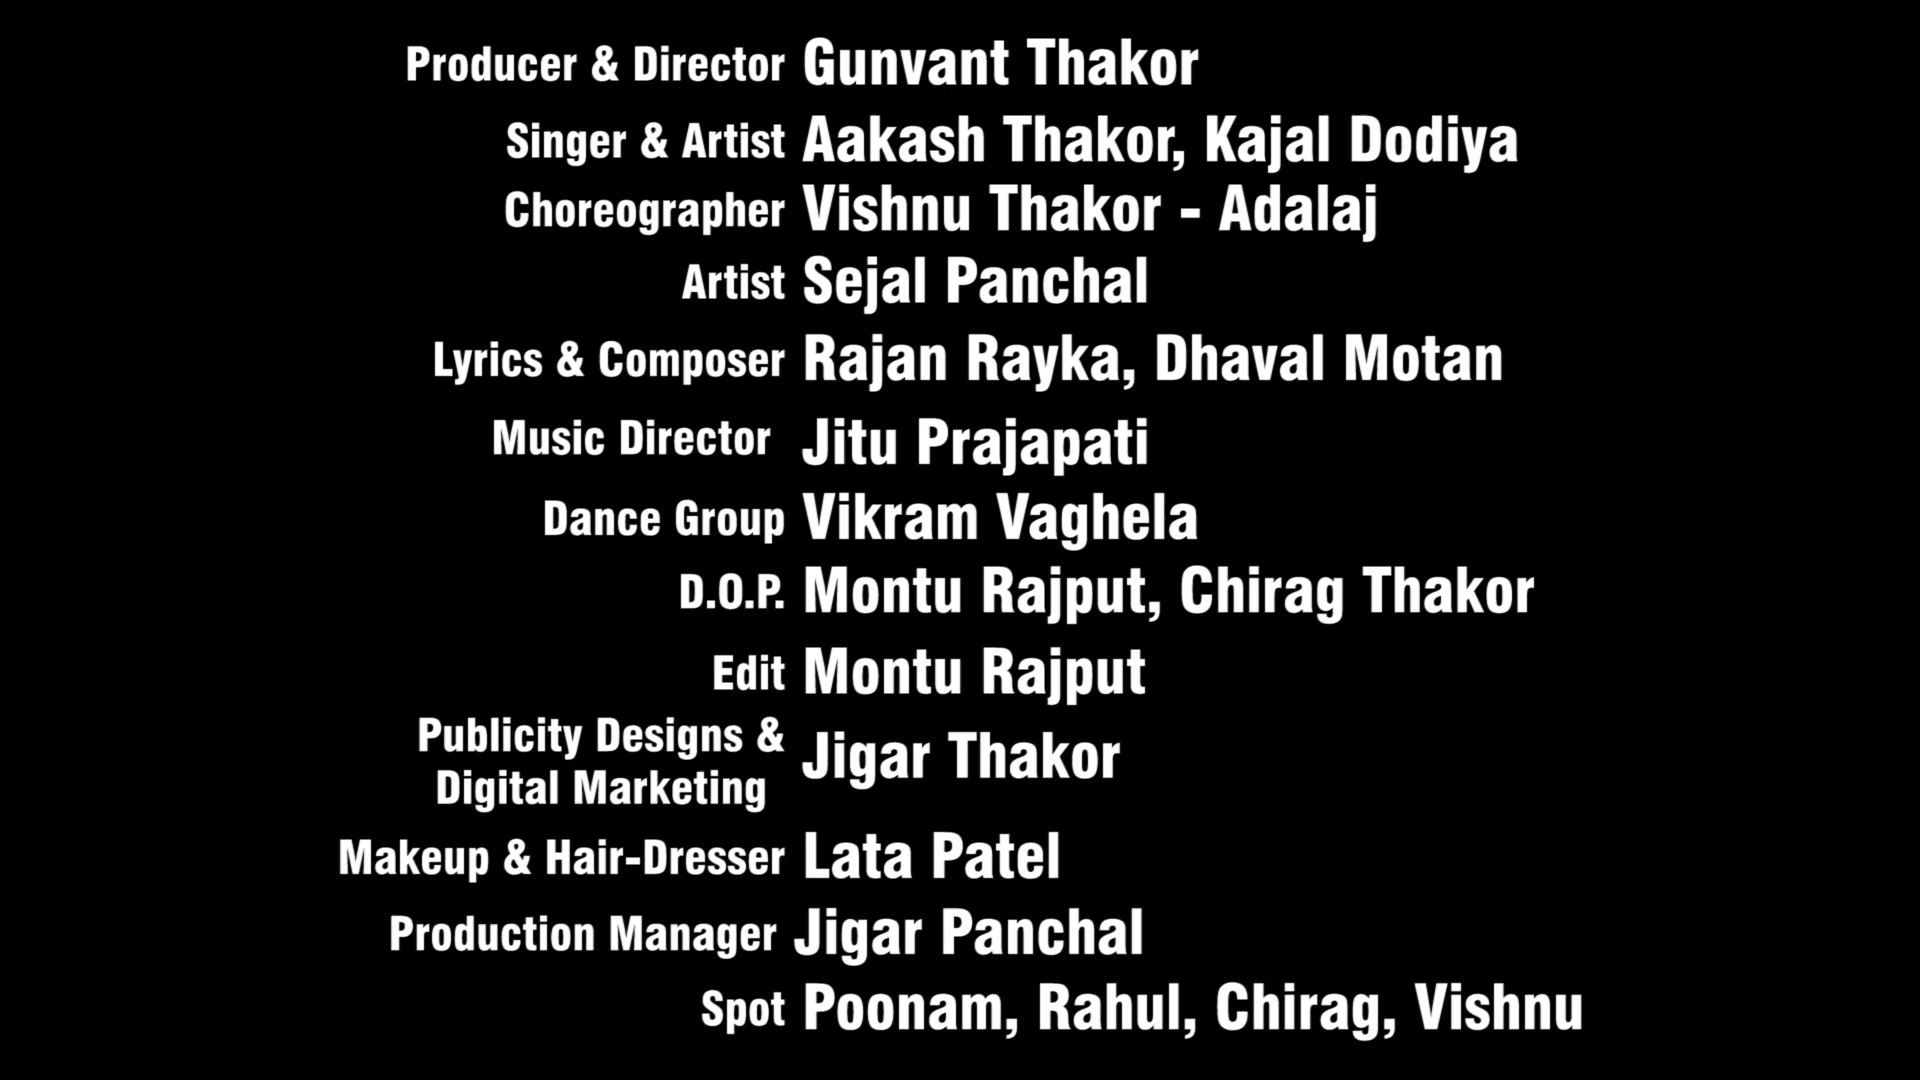 Producer & Director Gunvant Thakor
Singer & Artist Aakash Thakor, Kajal Dodiya
Choreographer Vishnu Thakor - Adalaj
Artist Sejal Panchal
Lyrics & Composer Rajan Rayka, Dhaval Motan
Music Director Jitu Prajapati
Dance Group Vikram Vaghela
D.O.P. Montu Rajput, Chirag Thakor
Edit Montu Rajput
Publicity Designs &
Digital Marketing Jigar Thakor
Makeup & Hair-Dresser Lata Patel
Production Manager Jigar Panchal
Spot Poonam, Rahul, Chirag, Vishnu